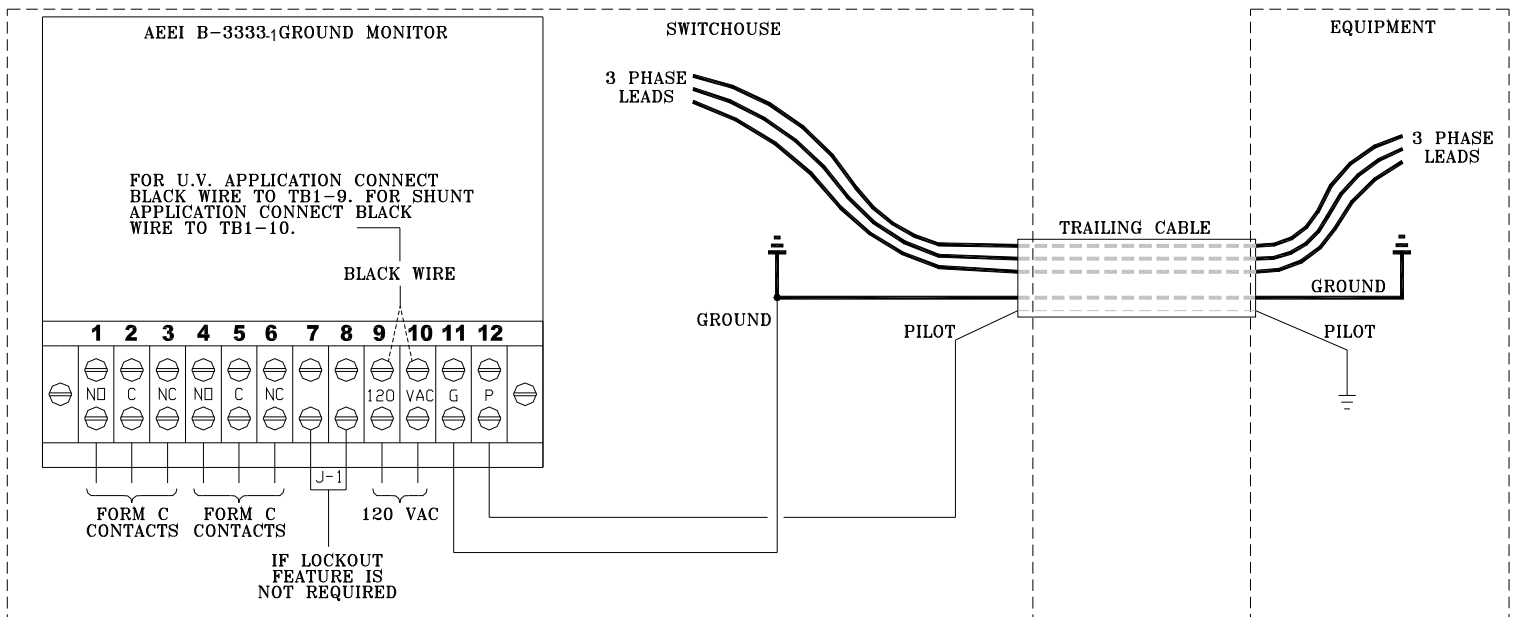 AEEI B-3333-1 GROUND MONITOR
SWITCHOUSE
EQUIPMENT
3 PHASE
LEADS
3 PHASE
LEADS
FOR U.V. APPLICATION CONNECT
BLACK WIRE TO TB1-9. FOR SHUNT
APPLICATION CONNECT BLACK
WIRE TO TB1-10.
BLACK WIRE
TRAILING CABLE
GROUND
GROUND
PILOT
PILOT
1 2 3 4 5 6 7 8 9 10 11 12
NO C NC NO C NC 120 VAC G P
J-1
FORM C
CONTACTS
FORM C
CONTACTS
120 VAC
IF LOCKOUT
FEATURE IS
NOT REQUIRED